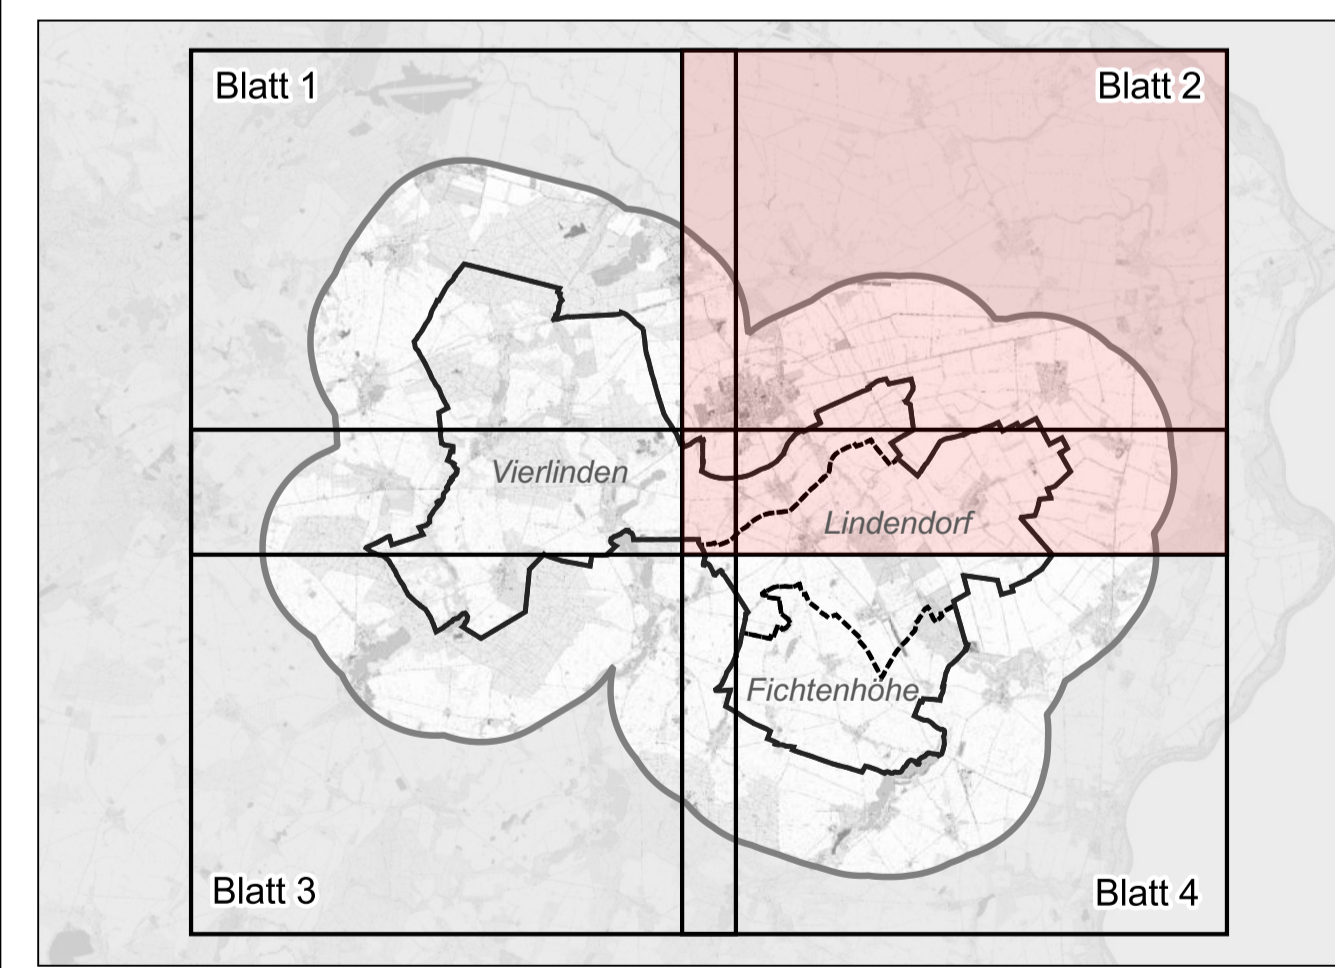 Blatt 1
Blatt 2
Vierlinden
Lindendorf
Fichtenhöhe
Blatt 3
Blatt 4